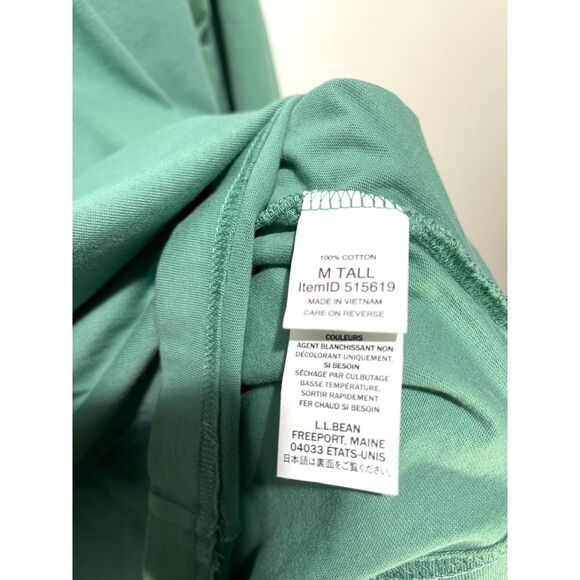 100% COTTON
M TALL
ItemID 515619
MADE IN VIETNAM
CARE ON REVERSE
COULEURS
AGENT BLANCHISSANT NON
DÉCOLORANT UNIQUEMENT,
SI BESOIN
SÉCHAGE PAR CULBUTAGE
BASSE TEMPÉRATURE,
SORTIR RAPIDEMENT
FER CHAUD SI BESOIN
L.L.BEAN
FREEPORT, MAINE
04033 ÉTATS-UNIS
日本語は裏面をご覧ください。